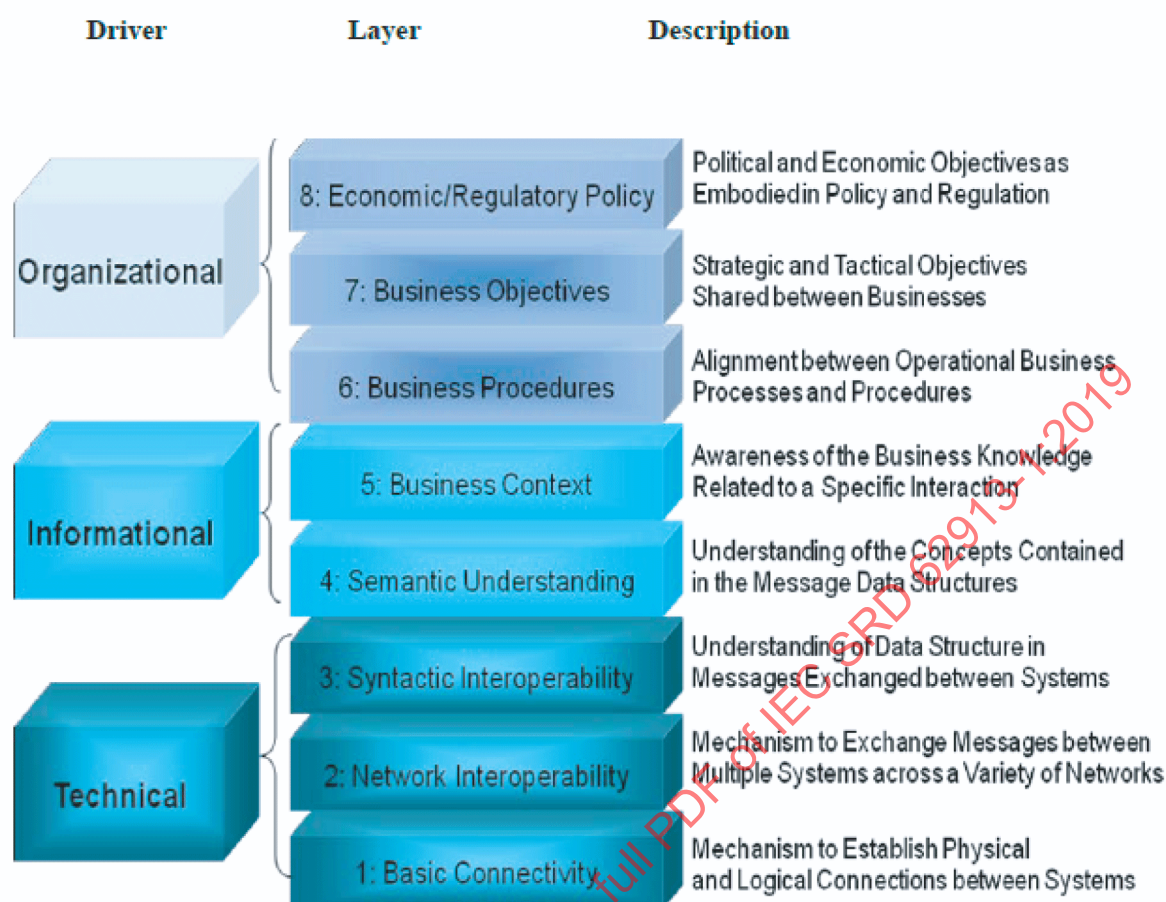 Driver Layer Description
Organizational
8: Economic/Regulatory Policy
Political and Economic Objectives as
Embodiedin Policy and Regulation
7: Business Objectives
Strategic and Tactical Objectives
Shared between Businesses
6: Business Procedures
Alignment between Operational Business
Processes and Procedures
Informational
5: Business Context
Awareness of the Business Knowledge
Related to a Specific Interaction
4: Semantic Understanding
Understanding of the Concepts Contained
in the Message Data Structures
Technical
3: Syntactic Interoperability
Understanding of Data Structure in
Messages Exchanged between Systems
2: Network Interoperability
Mechanism to Exchange Messages between
Multiple Systems across a Variety of Networks
1: Basic Connectivity
Mechanism to Establish Physical
and Logical Connections between Systems
full PDF of IEC SRD 62913-1:2019